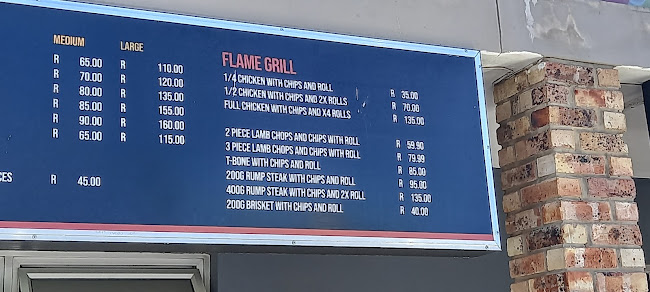 MEDIUM LARGE
R 65.00 R 110.00
R 70.00 R 120.00
R 80.00 R 135.00
R 85.00 R 155.00
R 90.00 R 160.00
R 65.00 R 115.00
CES R 45.00
FLAME GRILL
1/4 CHICKEN WITH CHIPS AND ROLL R 35.00
1/2 CHICKEN WITH CHIPS AND 2X ROLLS R 70.00
FULL CHICKEN WITH CHIPS AND X4 ROLLS R 135.00
2 PIECE LAMB CHOPS AND CHIPS WITH ROLL R 59.90
3 PIECE LAMB CHOPS AND CHIPS WITH ROLL R 79.99
T-BONE WITH CHIPS AND ROLL R 85.00
200G RUMP STEAK WITH CHIPS AND ROLL R 95.00
400G RUMP STEAK WITH CHIPS AND 2X ROLL R 135.00
200G BRISKET WITH CHIPS AND ROLL R 40.00